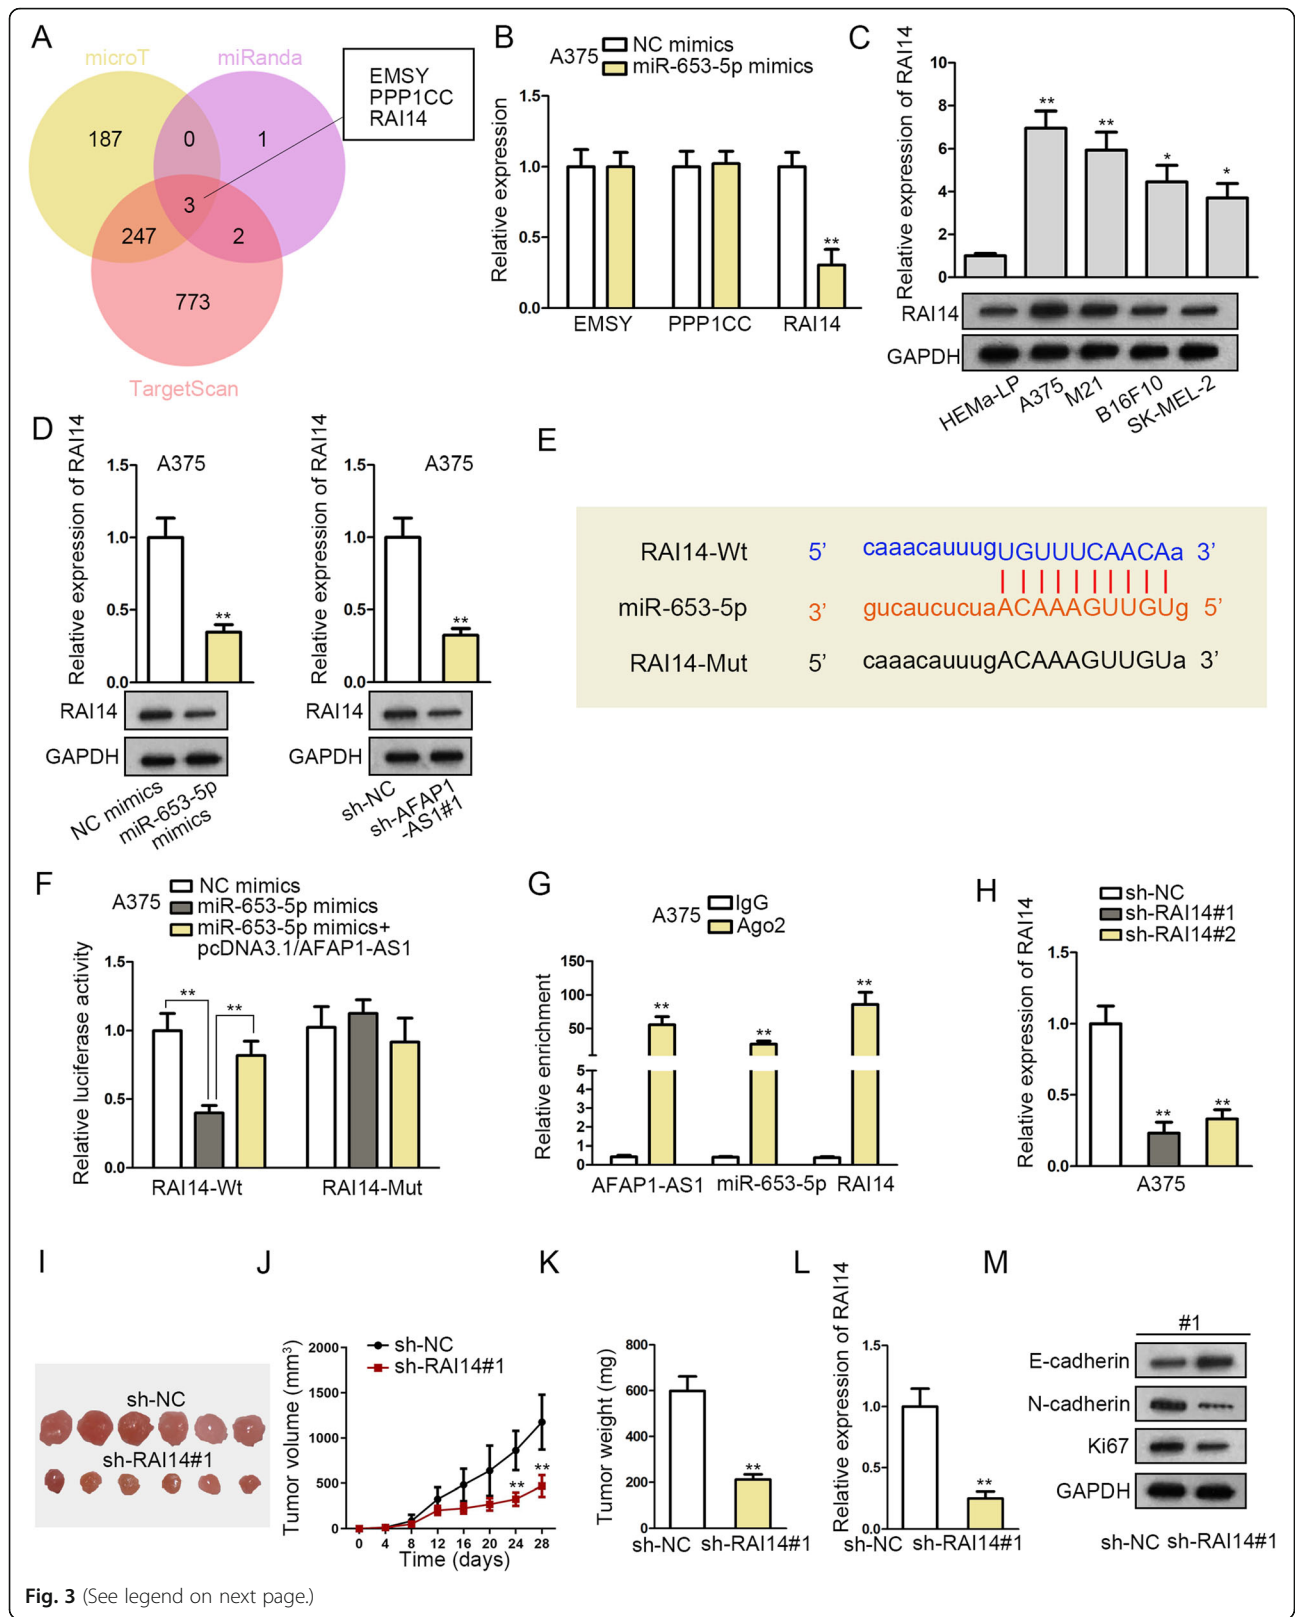 A
microT
miRanda
187
0
1
3
247
2
773
TargetScan
EMSY
PPP1CC
RAI14
B
A375
NC mimics
miR-653-5p mimics
Relative expression
1.5
1.0
0.5
0.0
**
EMSY PPP1CC RAI14
C
Relative expression of RAI14
10
8
6
4
2
0
**
**
*
*
RAI14
GAPDH
HEMa-LP
A375
M21
B16F10
SK-MEL-2
D
Relative expression of RAI14
A375
1.5
1.0
0.5
0.0
**
RAI14
GAPDH
NC mimics
miR-653-5p
mimics
Relative expression of RAI14
A375
1.5
1.0
0.5
0.0
**
RAI14
GAPDH
sh-NC
sh-AFAP1
-AS1#1
E
RAI14-Wt 5’ caaacauuugUGUUUCAACAa 3’
miR-653-5p 3’ gucaucucuaACAAAGUUGUg 5’
RAI14-Mut 5’ caaacauuugACAAAGUUGUa 3’
F
A375
NC mimics
miR-653-5p mimics
miR-653-5p mimics+
pcDNA3.1/AFAP1-AS1
Relative luciferase activity
1.5
1.0
0.5
0.0
**
**
RAI14-Wt RAI14-Mut
G
A375
IgG
Ago2
Relative enrichment
150
100
50
5
4
3
2
1
0
**
**
**
AFAP1-AS1 miR-653-5p RAI14
H
sh-NC
sh-RAI14#1
sh-RAI14#2
Relative expression of RAI14
1.5
1.0
0.5
0.0
**
**
A375
I
sh-NC
sh-RAI14#1
J
sh-NC
sh-RAI14#1
Tumor volume (mm3)
2000
1500
1000
500
0
**
**
0 4 8 12 16 20 24 28
Time (days)
K
Tumor weight (mg)
800
600
400
200
0
**
sh-NC sh-RAI14#1
L
Relative expression of RAI14
1.5
1.0
0.5
0.0
**
sh-NC sh-RAI14#1
M
#1
E-cadherin
N-cadherin
Ki67
GAPDH
sh-NC sh-RAI14#1
Fig. 3 (See legend on next page.)